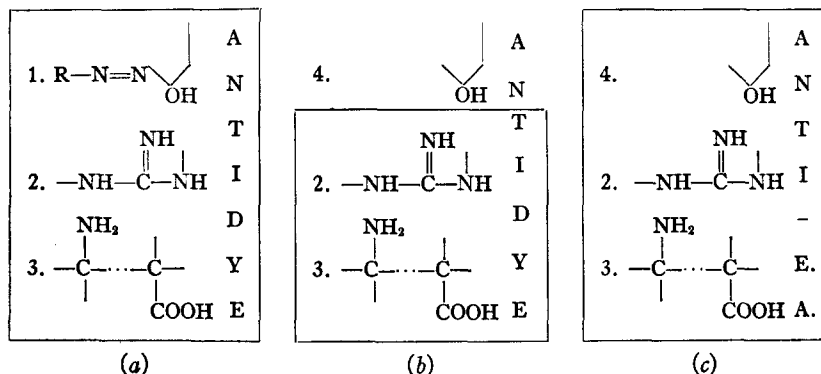 A
1. R—N=N
OH
N
T
NH
2. —NH—C—NH
I
NH₂
D
3. —C—···—C—
Y
COOH
E
(a)
A
4.
OH
N
T
NH
2. —NH—C—NH
I
NH₂
D
3. —C—···—C—
Y
COOH
E
(b)
A
4.
OH
N
T
NH
2. —NH—C—NH
I
NH₂
-
3. —C—···—C—
E.
COOH
A.
(c)